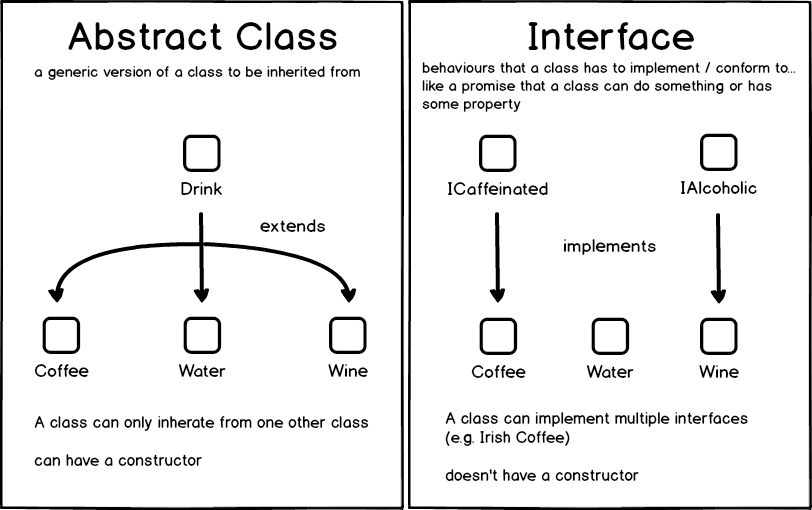 Abstract Class
a generic version of a class to be inherited from
Drink
extends
Coffee
Water
Wine
A class can only inherate from one other class
can have a constructor
Interface
behaviours that a class has to implement / conform to...
like a promise that a class can do something or has
some property
ICaffeinated
IAlcoholic
implements
Coffee
Water
Wine
A class can implement multiple interfaces
(e.g. Irish Coffee)
doesn't have a constructor